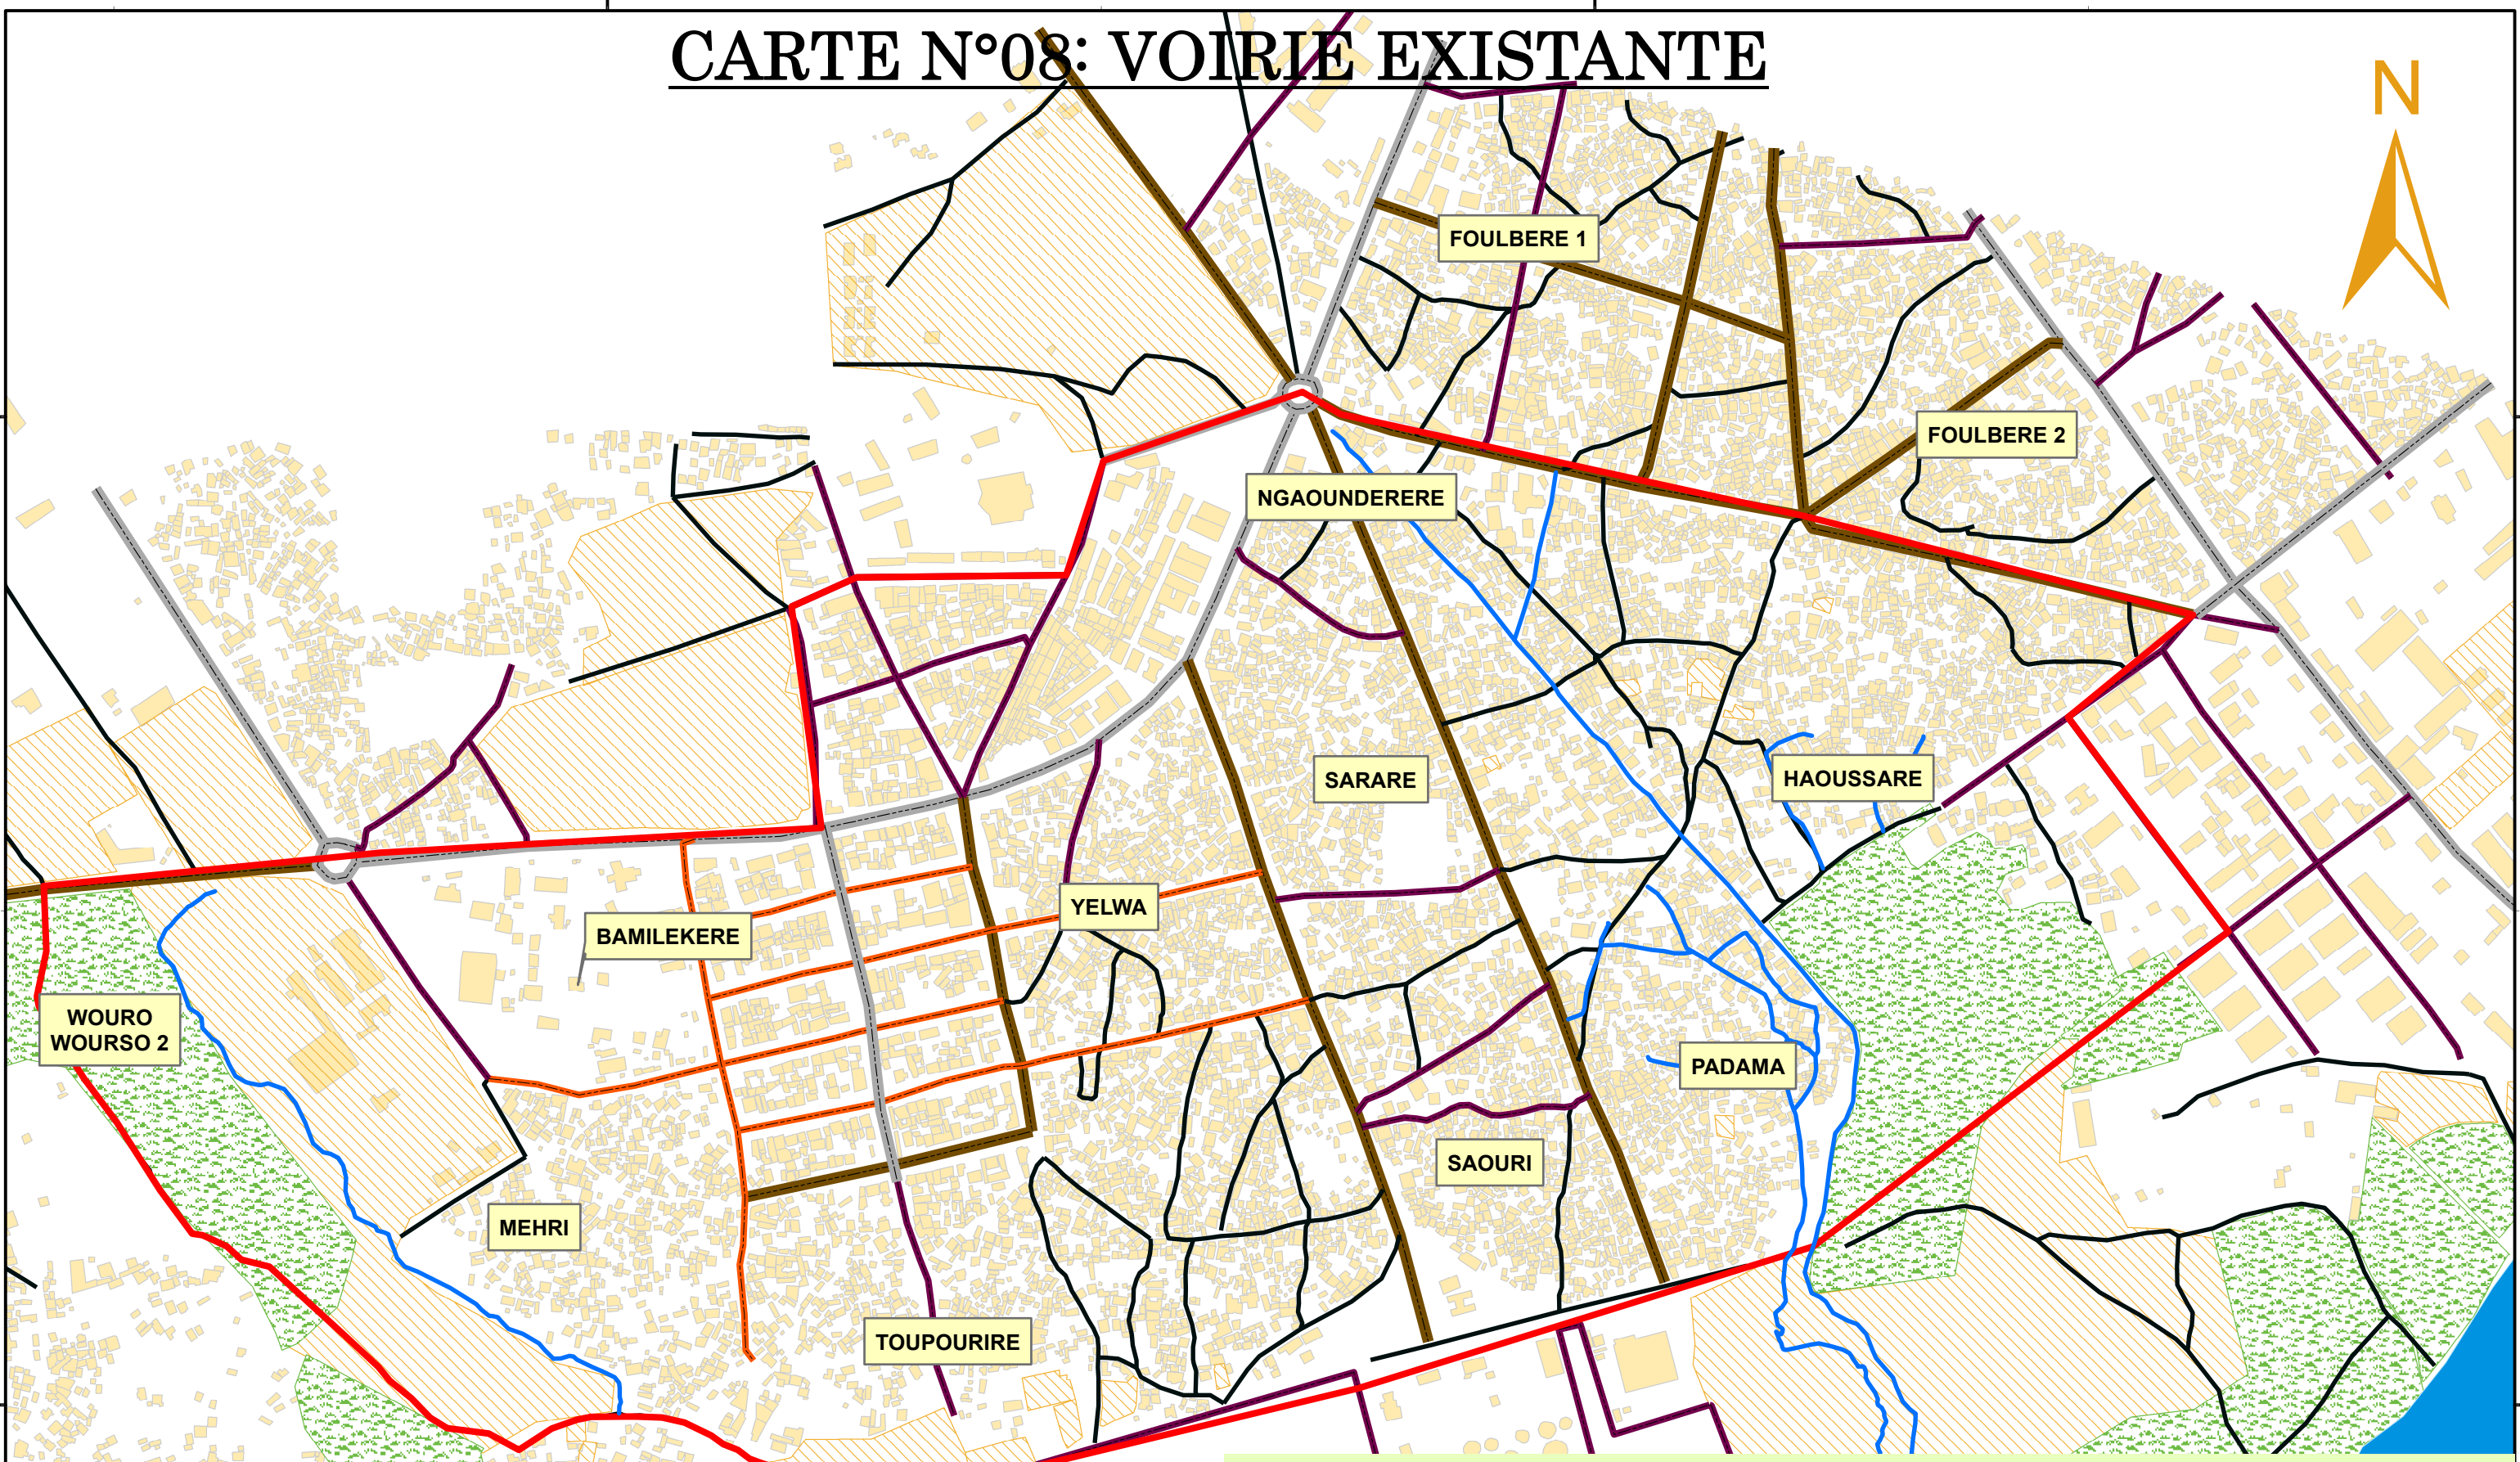 CARTE N°08: VOIRIE EXISTANTE
N
FOULBERE 1
FOULBERE 2
NGAOUNDERERE
SARARE
HAOUSSARE
YELWA
BAMILEKERE
WOURO
WOURSO 2
PADAMA
SAOURI
MEHRI
TOUPOURIRE